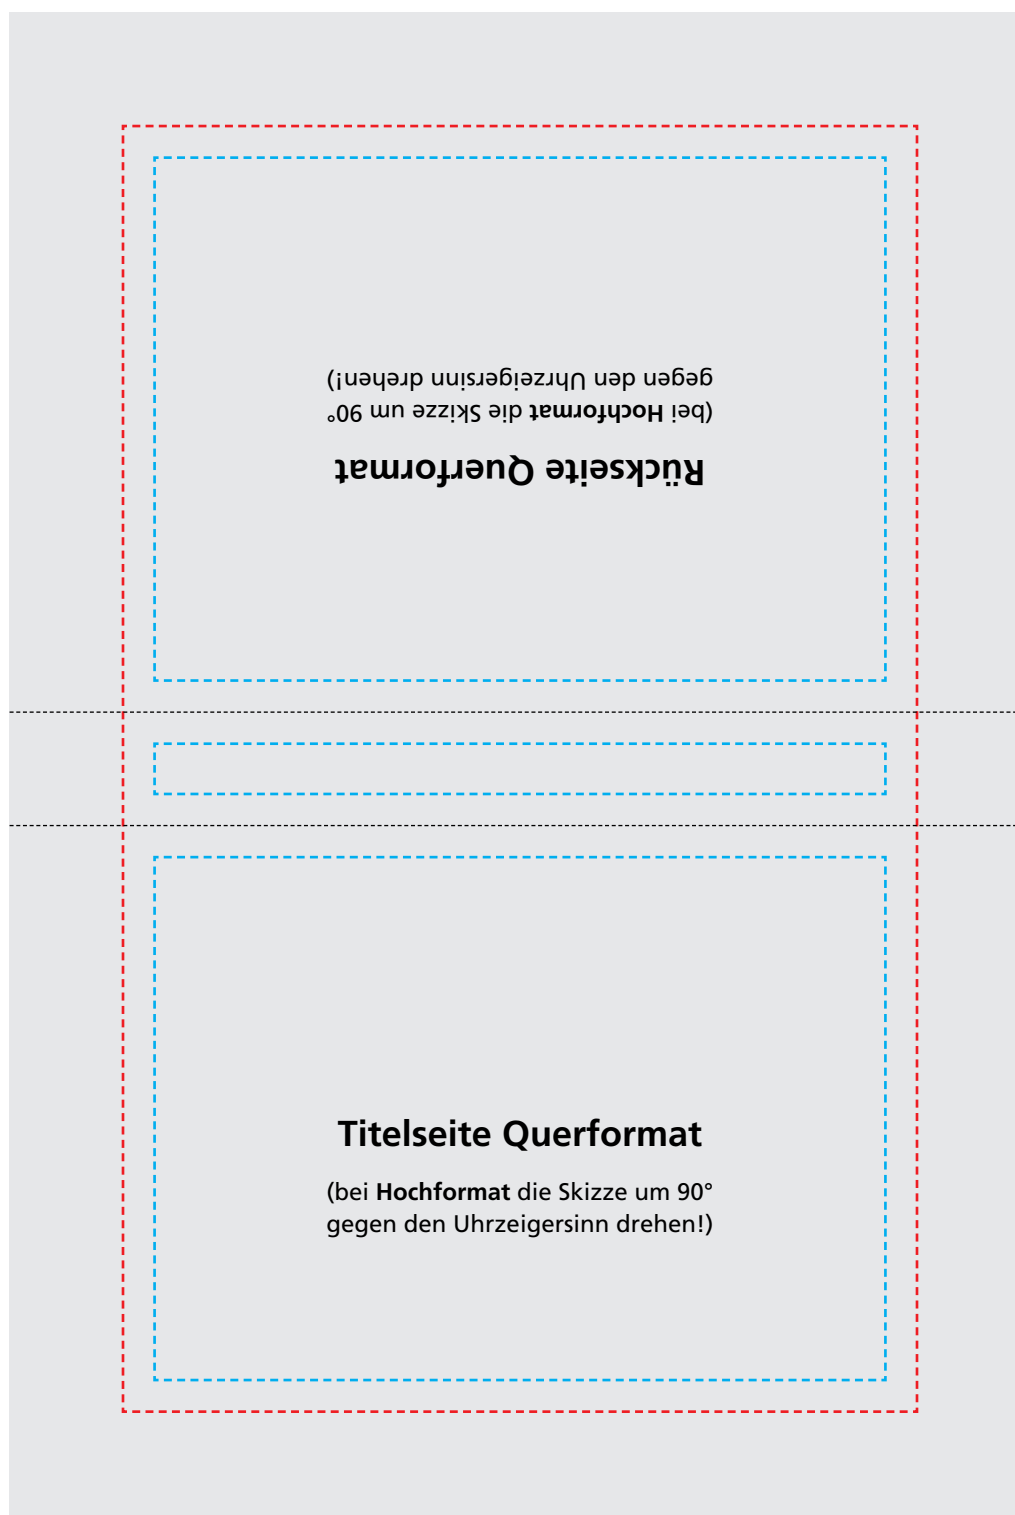 Rückseite Querformat
(bei Hochformat die Skizze um 90°
gegen den Uhrzeigersinn drehen!)
Titelseite Querformat
(bei Hochformat die Skizze um 90°
gegen den Uhrzeigersinn drehen!)